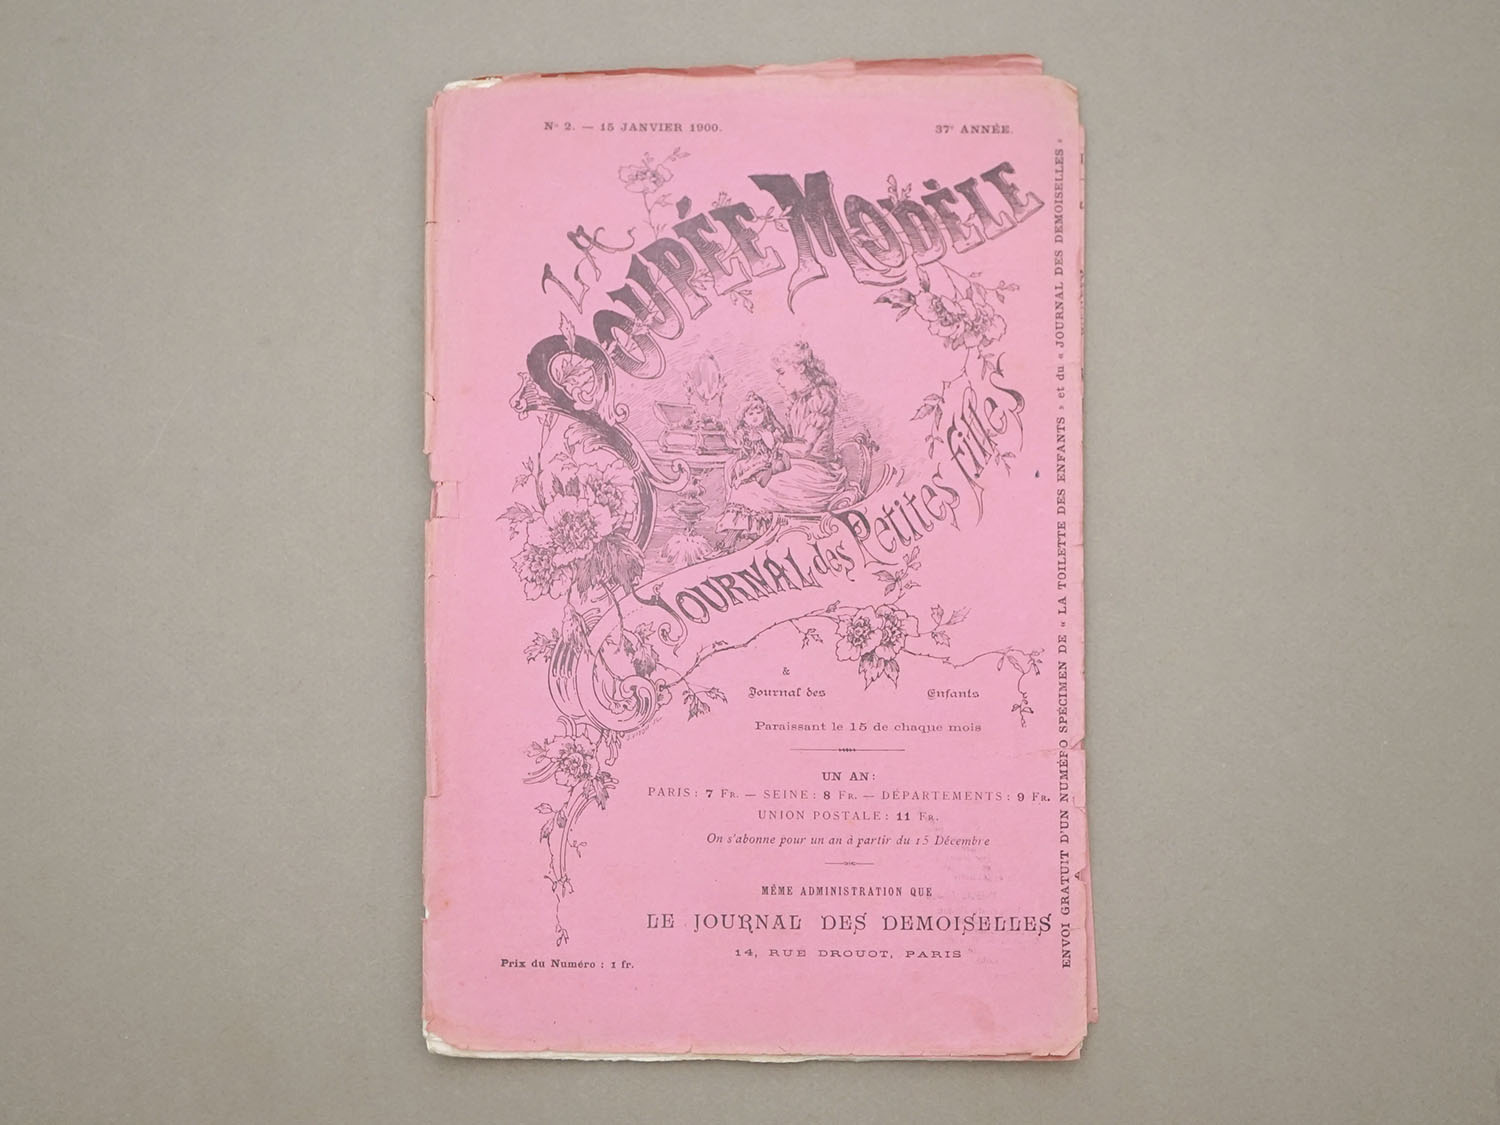 No 2. — 15 JANVIER 1900.
37e ANNÉE.
LA
POUPÉE MODÈLE
JOURNAL des Petites filles
&
Journal des Enfants
Paraissant le 15 de chaque mois
UN AN:
PARIS: 7 Fr. — SEINE: 8 Fr. — DÉPARTEMENTS: 9 Fr.
UNION POSTALE: 11 Fr.
On s'abonne pour un an à partir du 15 Décembre
MÊME ADMINISTRATION QUE
LE JOURNAL DES DEMOISELLES
14, RUE DROUOT, PARIS
Prix du Numéro : 1 fr.
ENVOI GRATUIT D'UN NUMÉRO SPÉCIMEN DE « LA TOILETTE DES ENFANTS » et du « JOURNAL DES DEMOISELLES »